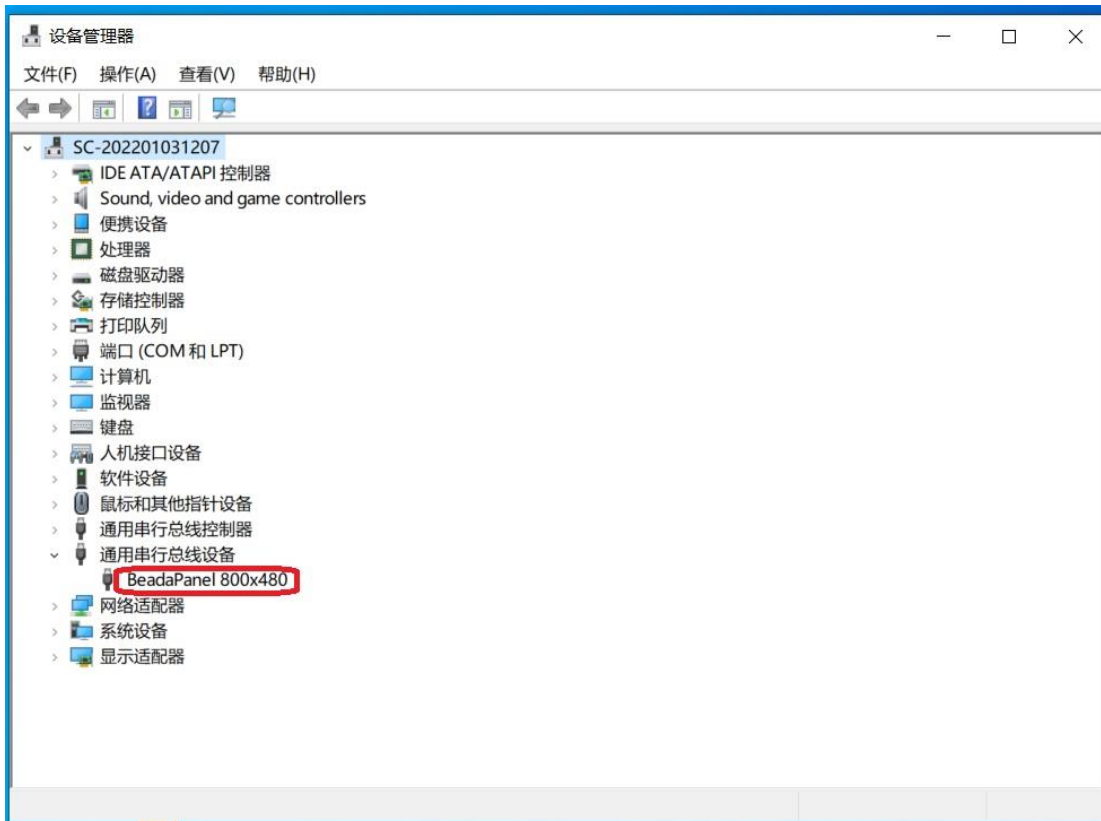 设备管理器
文件(F) 操作(A) 查看(V) 帮助(H)
SC-202201031207
IDE ATA/ATAPI 控制器
Sound, video and game controllers
便携设备
处理器
磁盘驱动器
存储控制器
打印队列
端口 (COM 和 LPT)
计算机
监视器
键盘
人机接口设备
软件设备
鼠标和其他指针设备
通用串行总线控制器
通用串行总线设备
BeadaPanel 800x480
网络适配器
系统设备
显示适配器